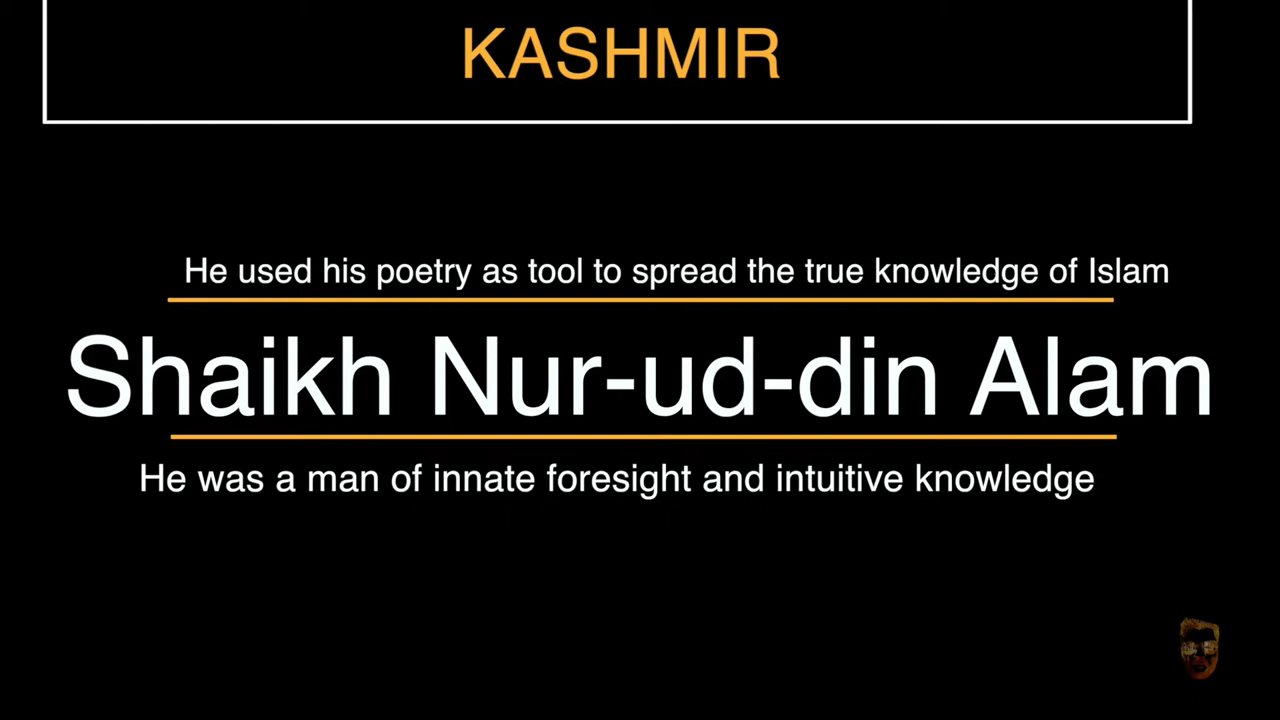 KASHMIR
He used his poetry as tool to spread the true knowledge of Islam
Shaikh Nur-ud-din Alam
He was a man of innate foresight and intuitive knowledge